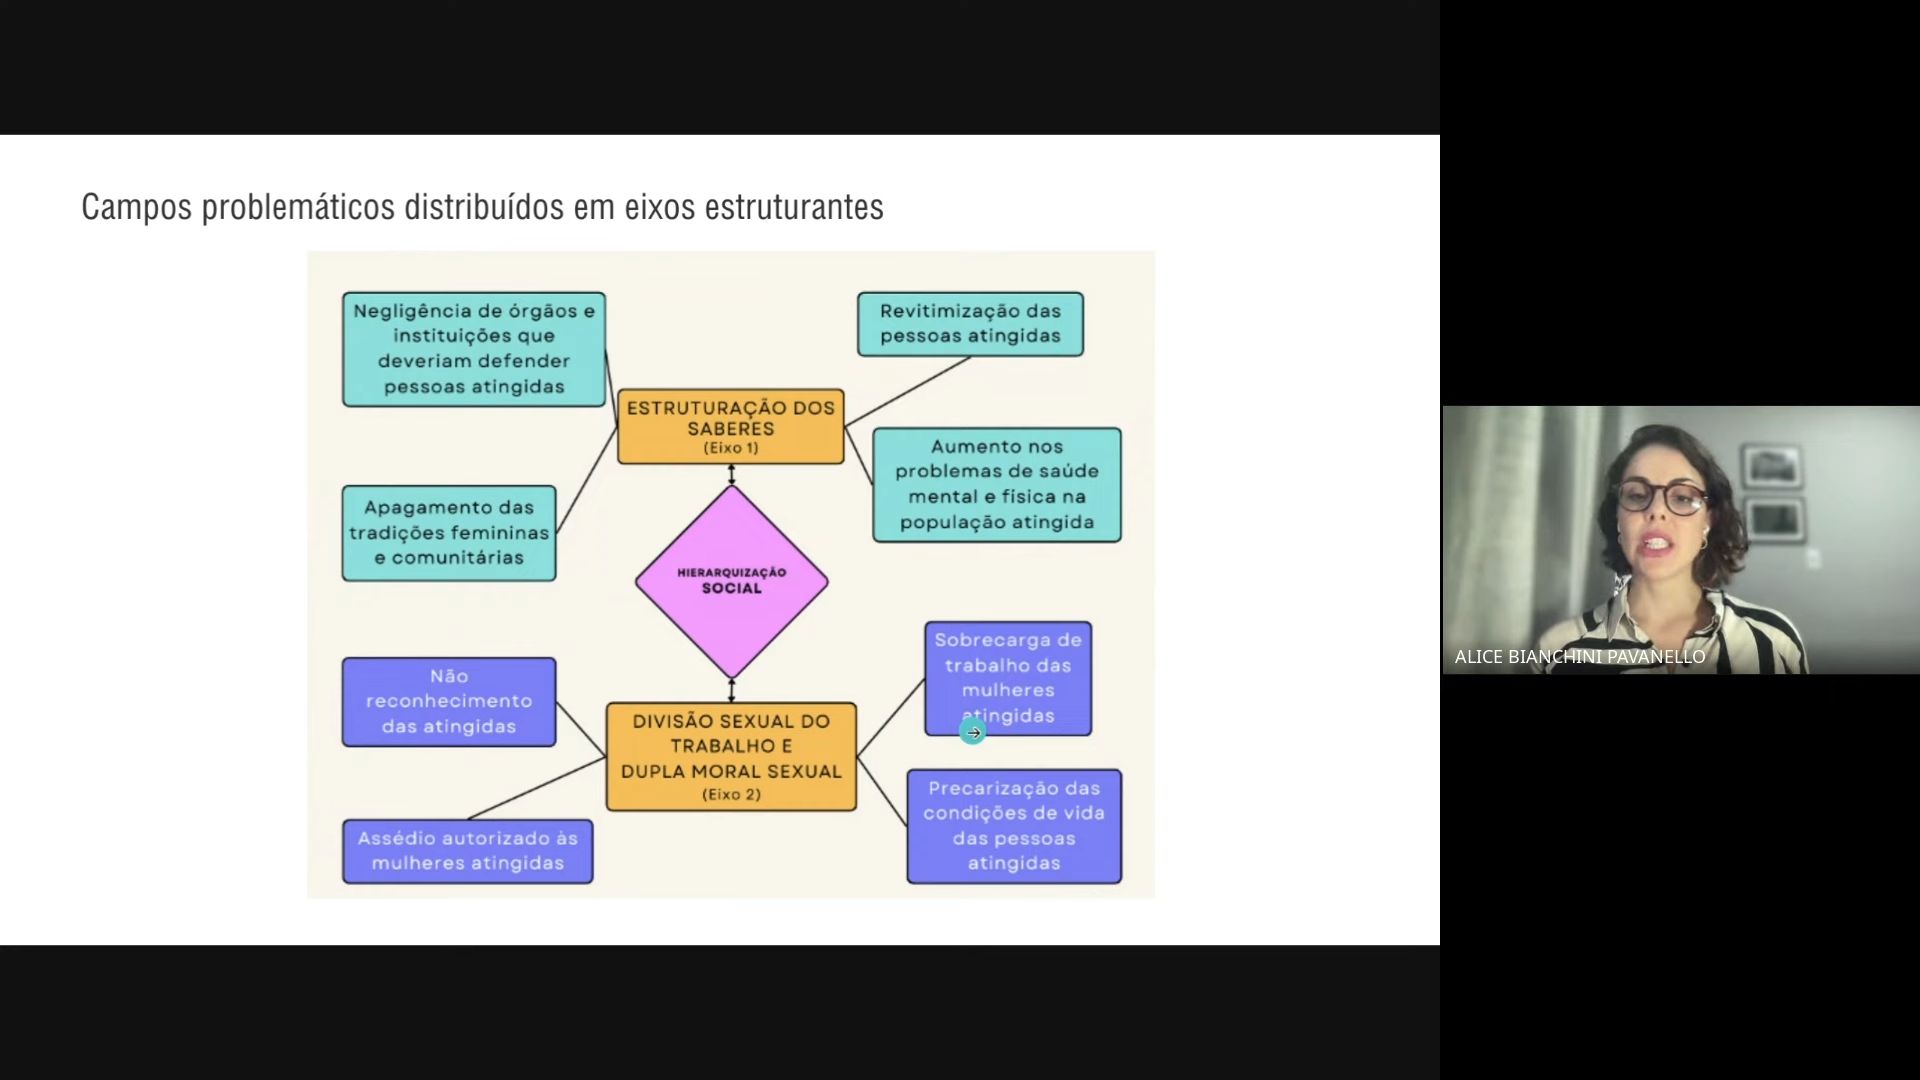 Campos problemáticos distribuídos em eixos estruturantes
Negligência de órgãos e
instituições que
deveriam defender
pessoas atingidas
Revitimização das
pessoas atingidas
ESTRUTURAÇÃO DOS
SABERES
(Eixo 1)
Aumento nos
problemas de saúde
mental e física na
população atingida
Apagamento das
tradições femininas
e comunitárias
HIERARQUIZAÇÃO
SOCIAL
Sobrecarga de
trabalho das
mulheres
atingidas
Não
reconhecimento
das atingidas
DIVISÃO SEXUAL DO
TRABALHO E
DUPLA MORAL SEXUAL
(Eixo 2)
Precarização das
condições de vida
das pessoas
atingidas
Assédio autorizado às
mulheres atingidas
ALICE BIANCHINI PAVANELLO